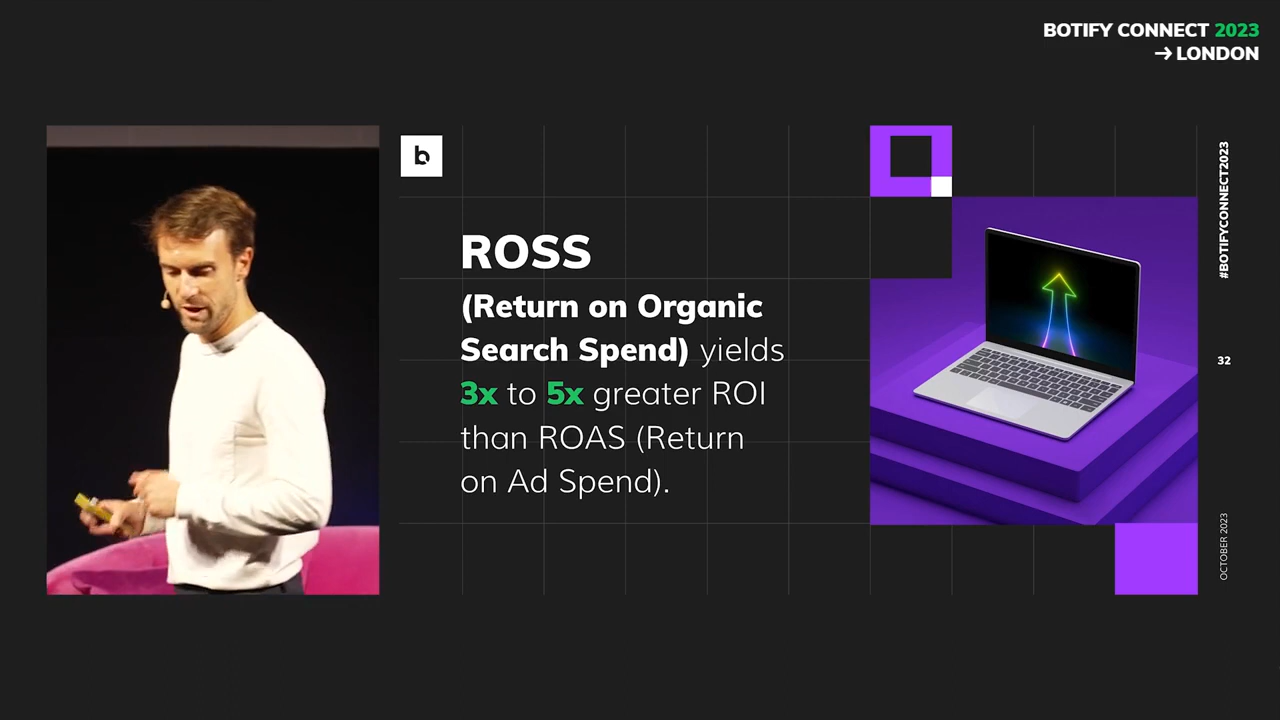 BOTIFY CONNECT 2023
→ LONDON
b
ROSS
(Return on Organic
Search Spend) yields
3x to 5x greater ROI
than ROAS (Return
on Ad Spend).
#BOTIFYCONNECT2023
32
OCTOBER 2023